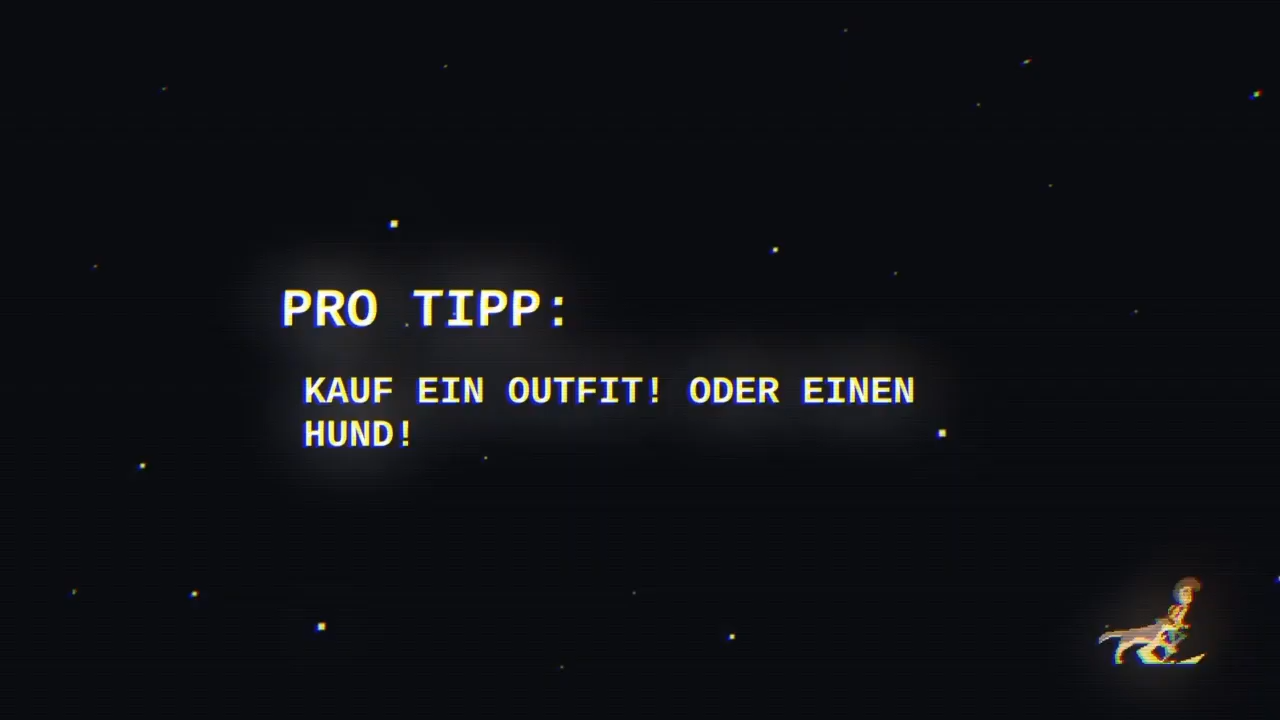 PRO TIPP:
KAUF EIN OUTFIT! ODER EINEN
HUND!